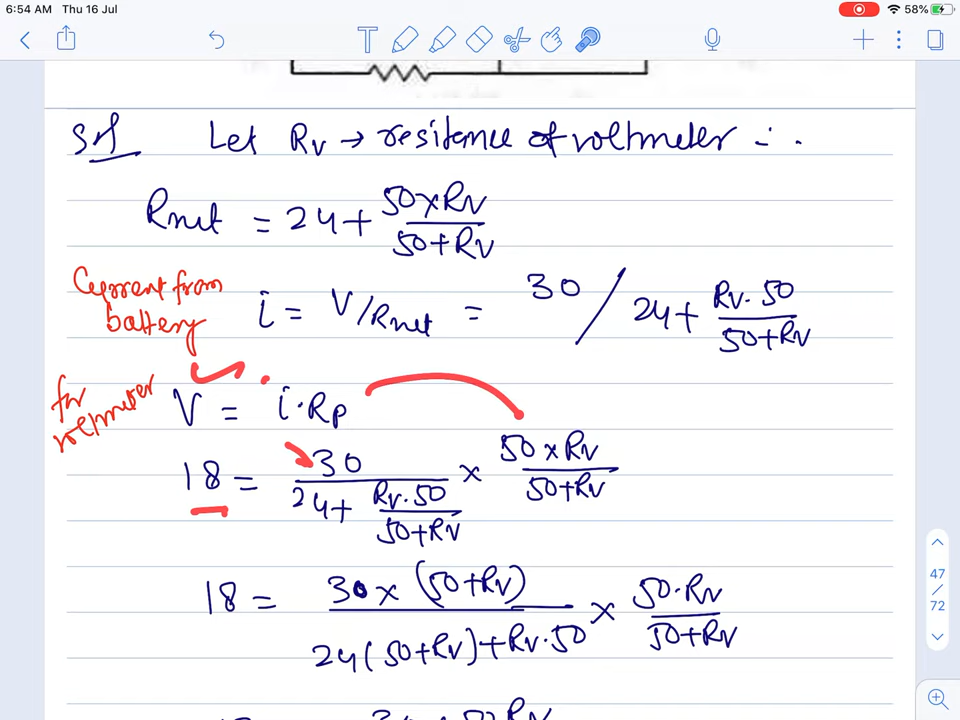 6:54 AM Thu 16 Jul 58%
T
Sol Let Rv → resitence of voltmeter ∴
Rnet = 24 + 50×Rv / 50+Rv
Current from battery
i = V/Rnet = 30 / 24 + Rv·50 / 50+Rv
for voltmeter
V = i·Rp
18 = 30 / 24 + Rv·50 / 50+Rv × 50×Rv / 50+Rv
18 = 30 × (50+Rv) / 24(50+Rv)+Rv·50 × 50·Rv / 50+Rv
47 / 72